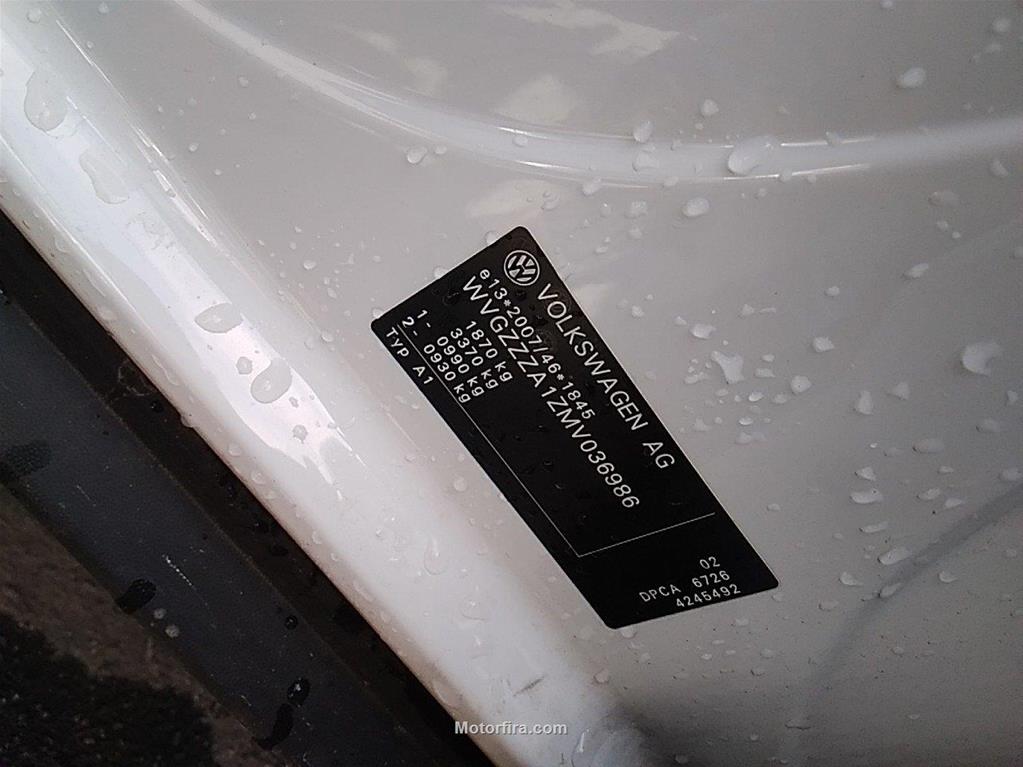 VOLKSWAGEN AG
e13*2007/46*1845
WVGZZZA1ZMV036986
1870 kg
3370 kg
1- 0990 kg
2- 0930 kg
TYP A1
02
DPCA 6726
4245492
Motorfira.com